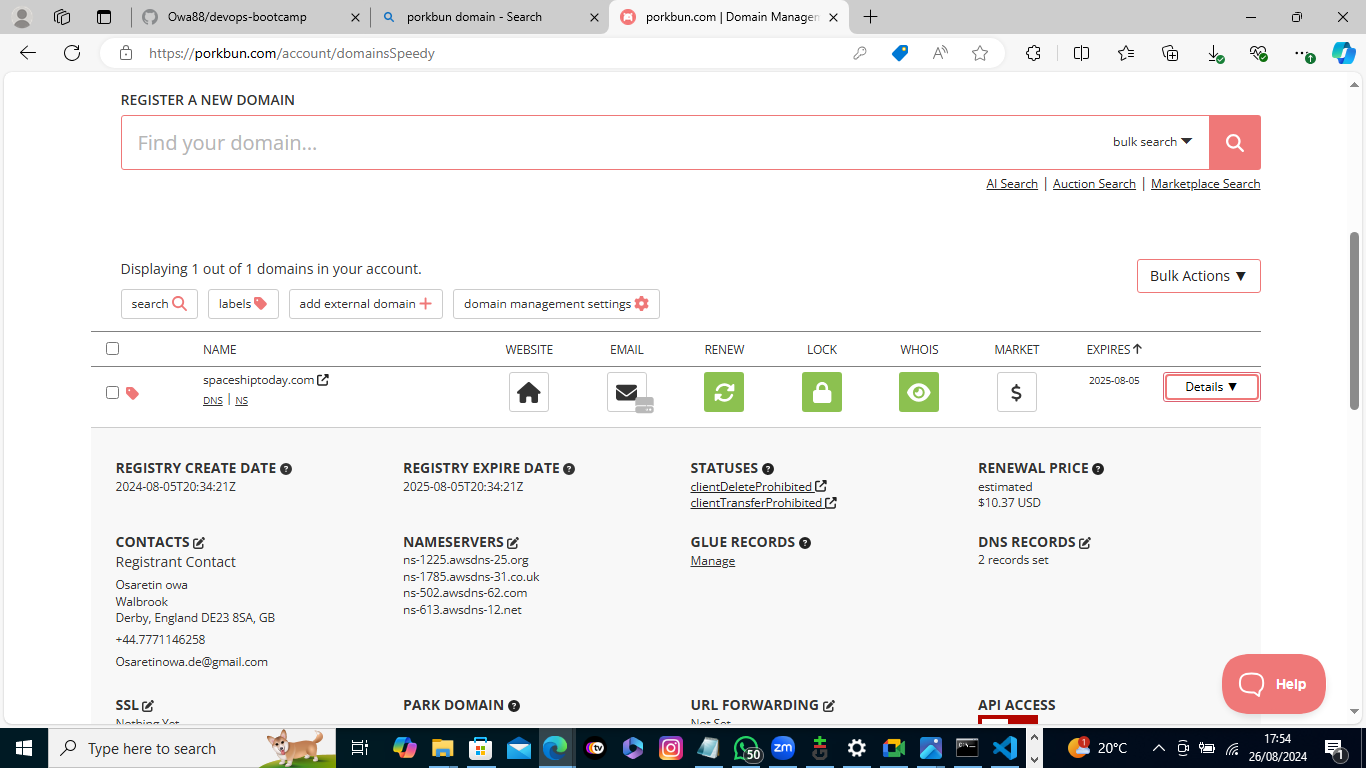 Owa88/devops-bootcamp
porkbun domain - Search
porkbun.com | Domain Managem
https://porkbun.com/account/domainsSpeedy
REGISTER A NEW DOMAIN
Find your domain...
bulk search
AI Search | Auction Search | Marketplace Search
Displaying 1 out of 1 domains in your account.
Bulk Actions ▼
search
labels
add external domain
domain management settings
NAME WEBSITE EMAIL RENEW LOCK WHOIS MARKET EXPIRES
spaceshiptoday.com
$
2025-08-05
Details ▼
DNS | NS
REGISTRY CREATE DATE
2024-08-05T20:34:21Z
REGISTRY EXPIRE DATE
2025-08-05T20:34:21Z
STATUSES
clientDeleteProhibited
clientTransferProhibited
RENEWAL PRICE
estimated
$10.37 USD
CONTACTS
Registrant Contact
Osaretin owa
Walbrook
Derby, England DE23 8SA, GB
+44.7771146258
Osaretinowa.de@gmail.com
NAMESERVERS
ns-1225.awsdns-25.org
ns-1785.awsdns-31.co.uk
ns-502.awsdns-62.com
ns-613.awsdns-12.net
GLUE RECORDS
Manage
DNS RECORDS
2 records set
SSL
Nothing Yet
PARK DOMAIN
URL FORWARDING
Not Set
API ACCESS
Help
Type here to search
tv
50
zm
1
20°C
17:54
26/08/2024
1